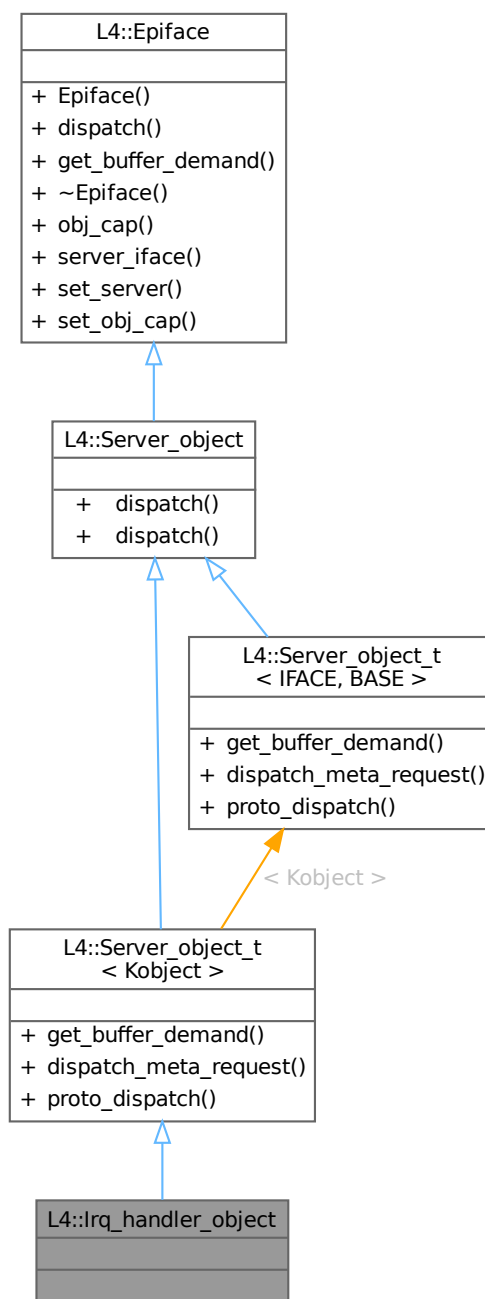 L4::Epiface
+ Epiface()
+ dispatch()
+ get_buffer_demand()
+ ~Epiface()
+ obj_cap()
+ server_iface()
+ set_server()
+ set_obj_cap()
L4::Server_object
+ dispatch()
+ dispatch()
L4::Server_object_t
< IFACE, BASE >
+ get_buffer_demand()
+ dispatch_meta_request()
+ proto_dispatch()
< Kobject >
L4::Server_object_t
< Kobject >
+ get_buffer_demand()
+ dispatch_meta_request()
+ proto_dispatch()
L4::Irq_handler_object